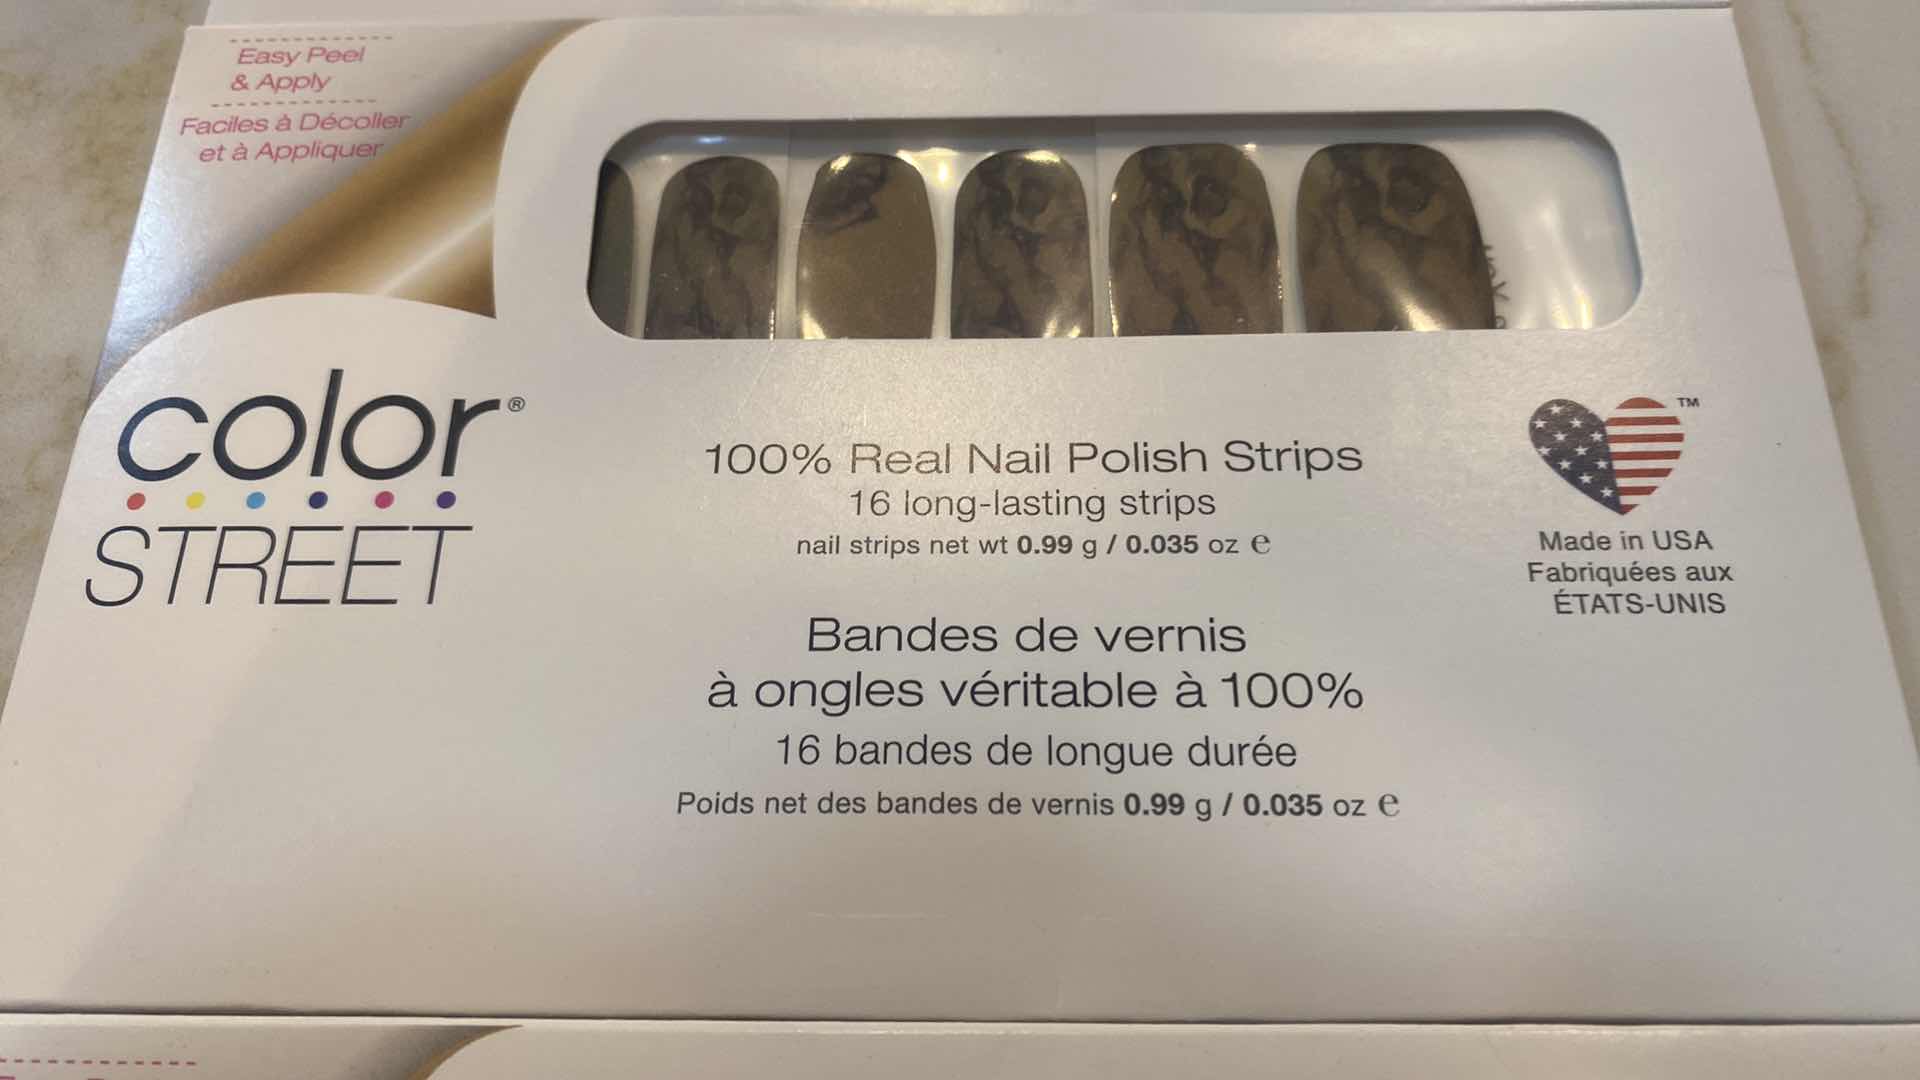 Easy Peel
& Apply
Faciles à Décoller
et à Appliquer
color®
STREET
100% Real Nail Polish Strips
16 long-lasting strips
nail strips net wt 0.99 g / 0.035 oz ℮
Bandes de vernis
à ongles véritable à 100%
16 bandes de longue durée
Poids net des bandes de vernis 0.99 g / 0.035 oz ℮
TM
Made in USA
Fabriquées aux
ÉTATS-UNIS